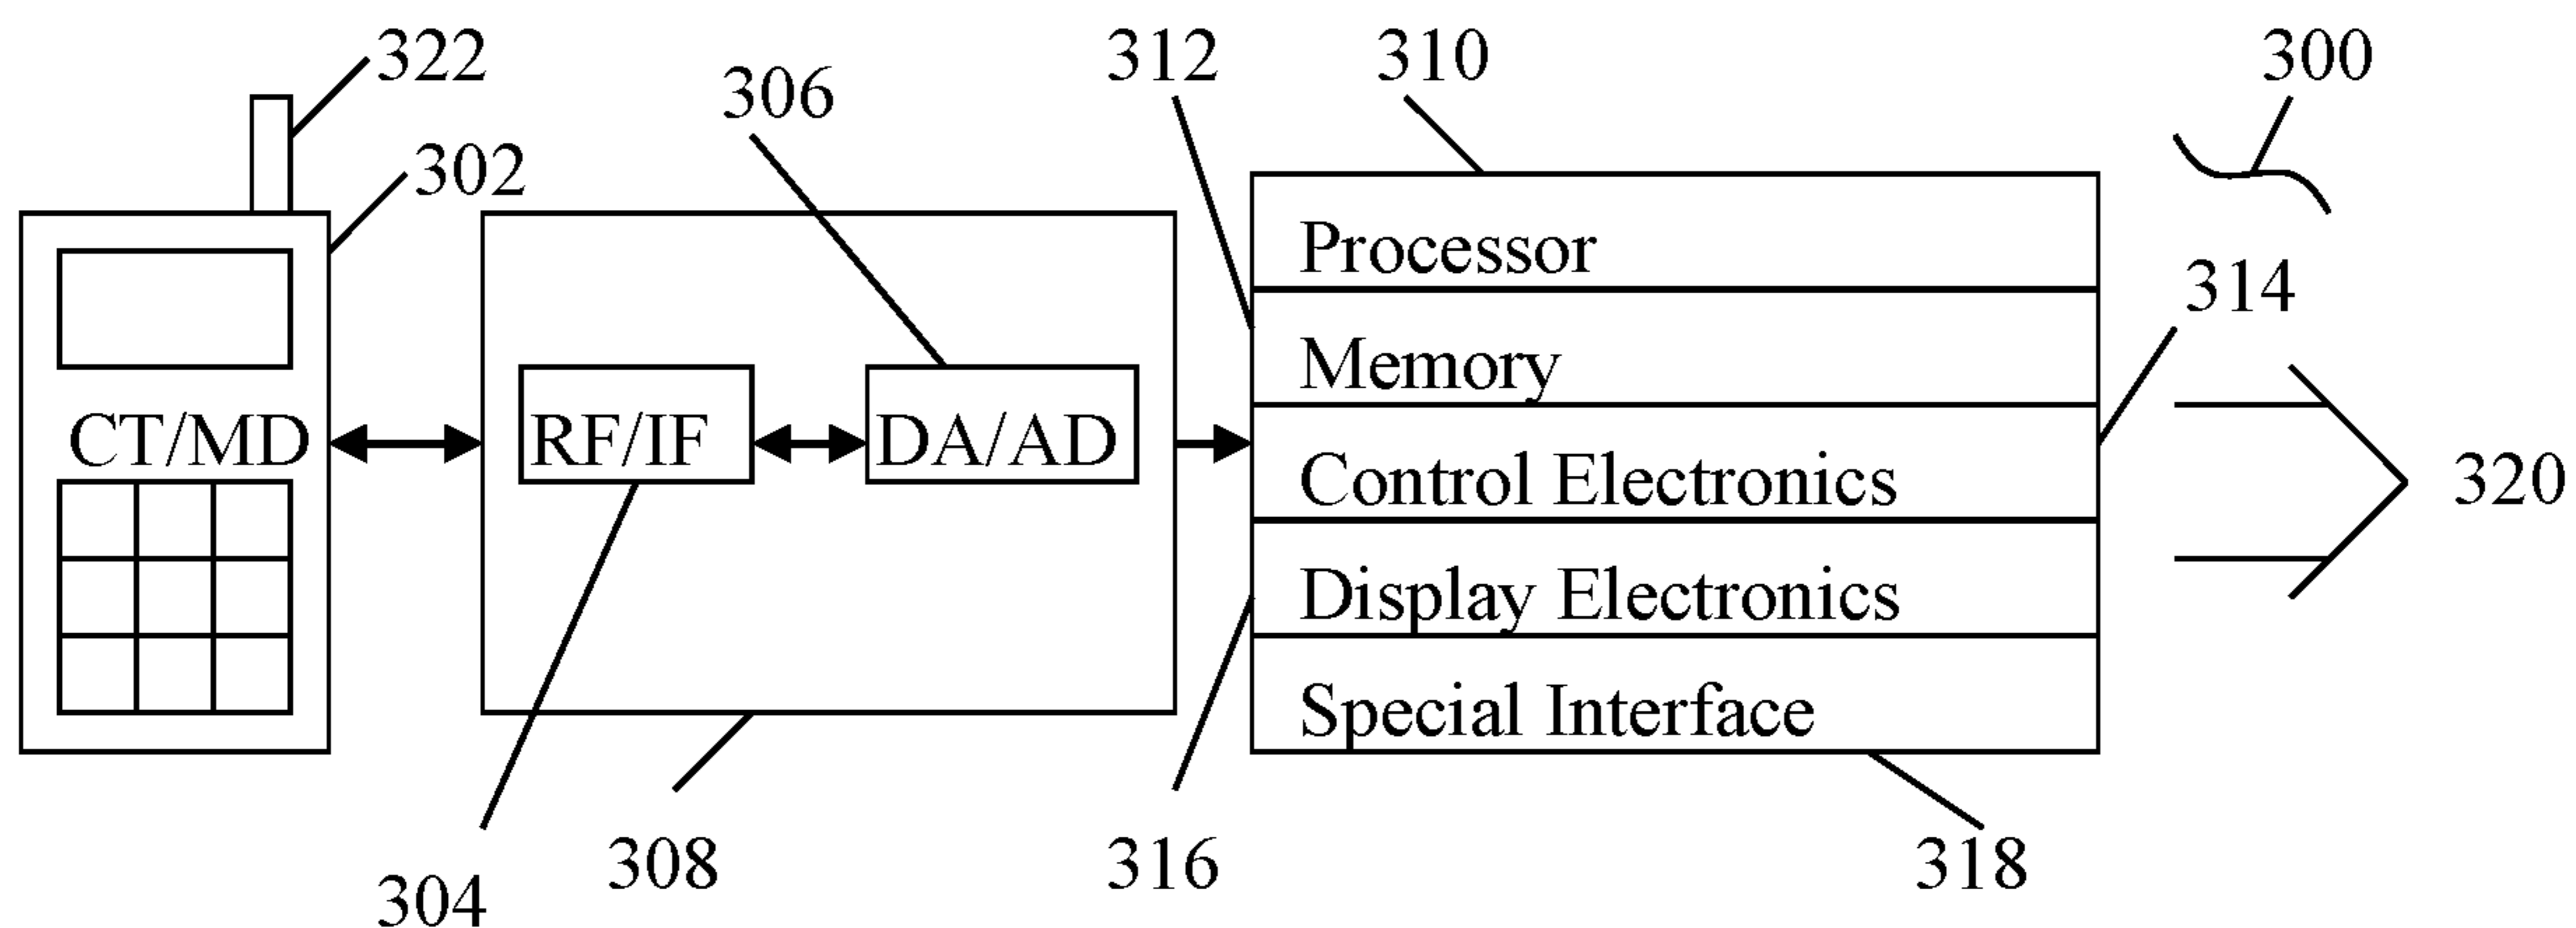 322
306
312
310
300
302
Processor
314
Memory
CT/MD
RF/IF
DA/AD
Control Electronics
320
Display Electronics
Special Interface
304
308
316
318